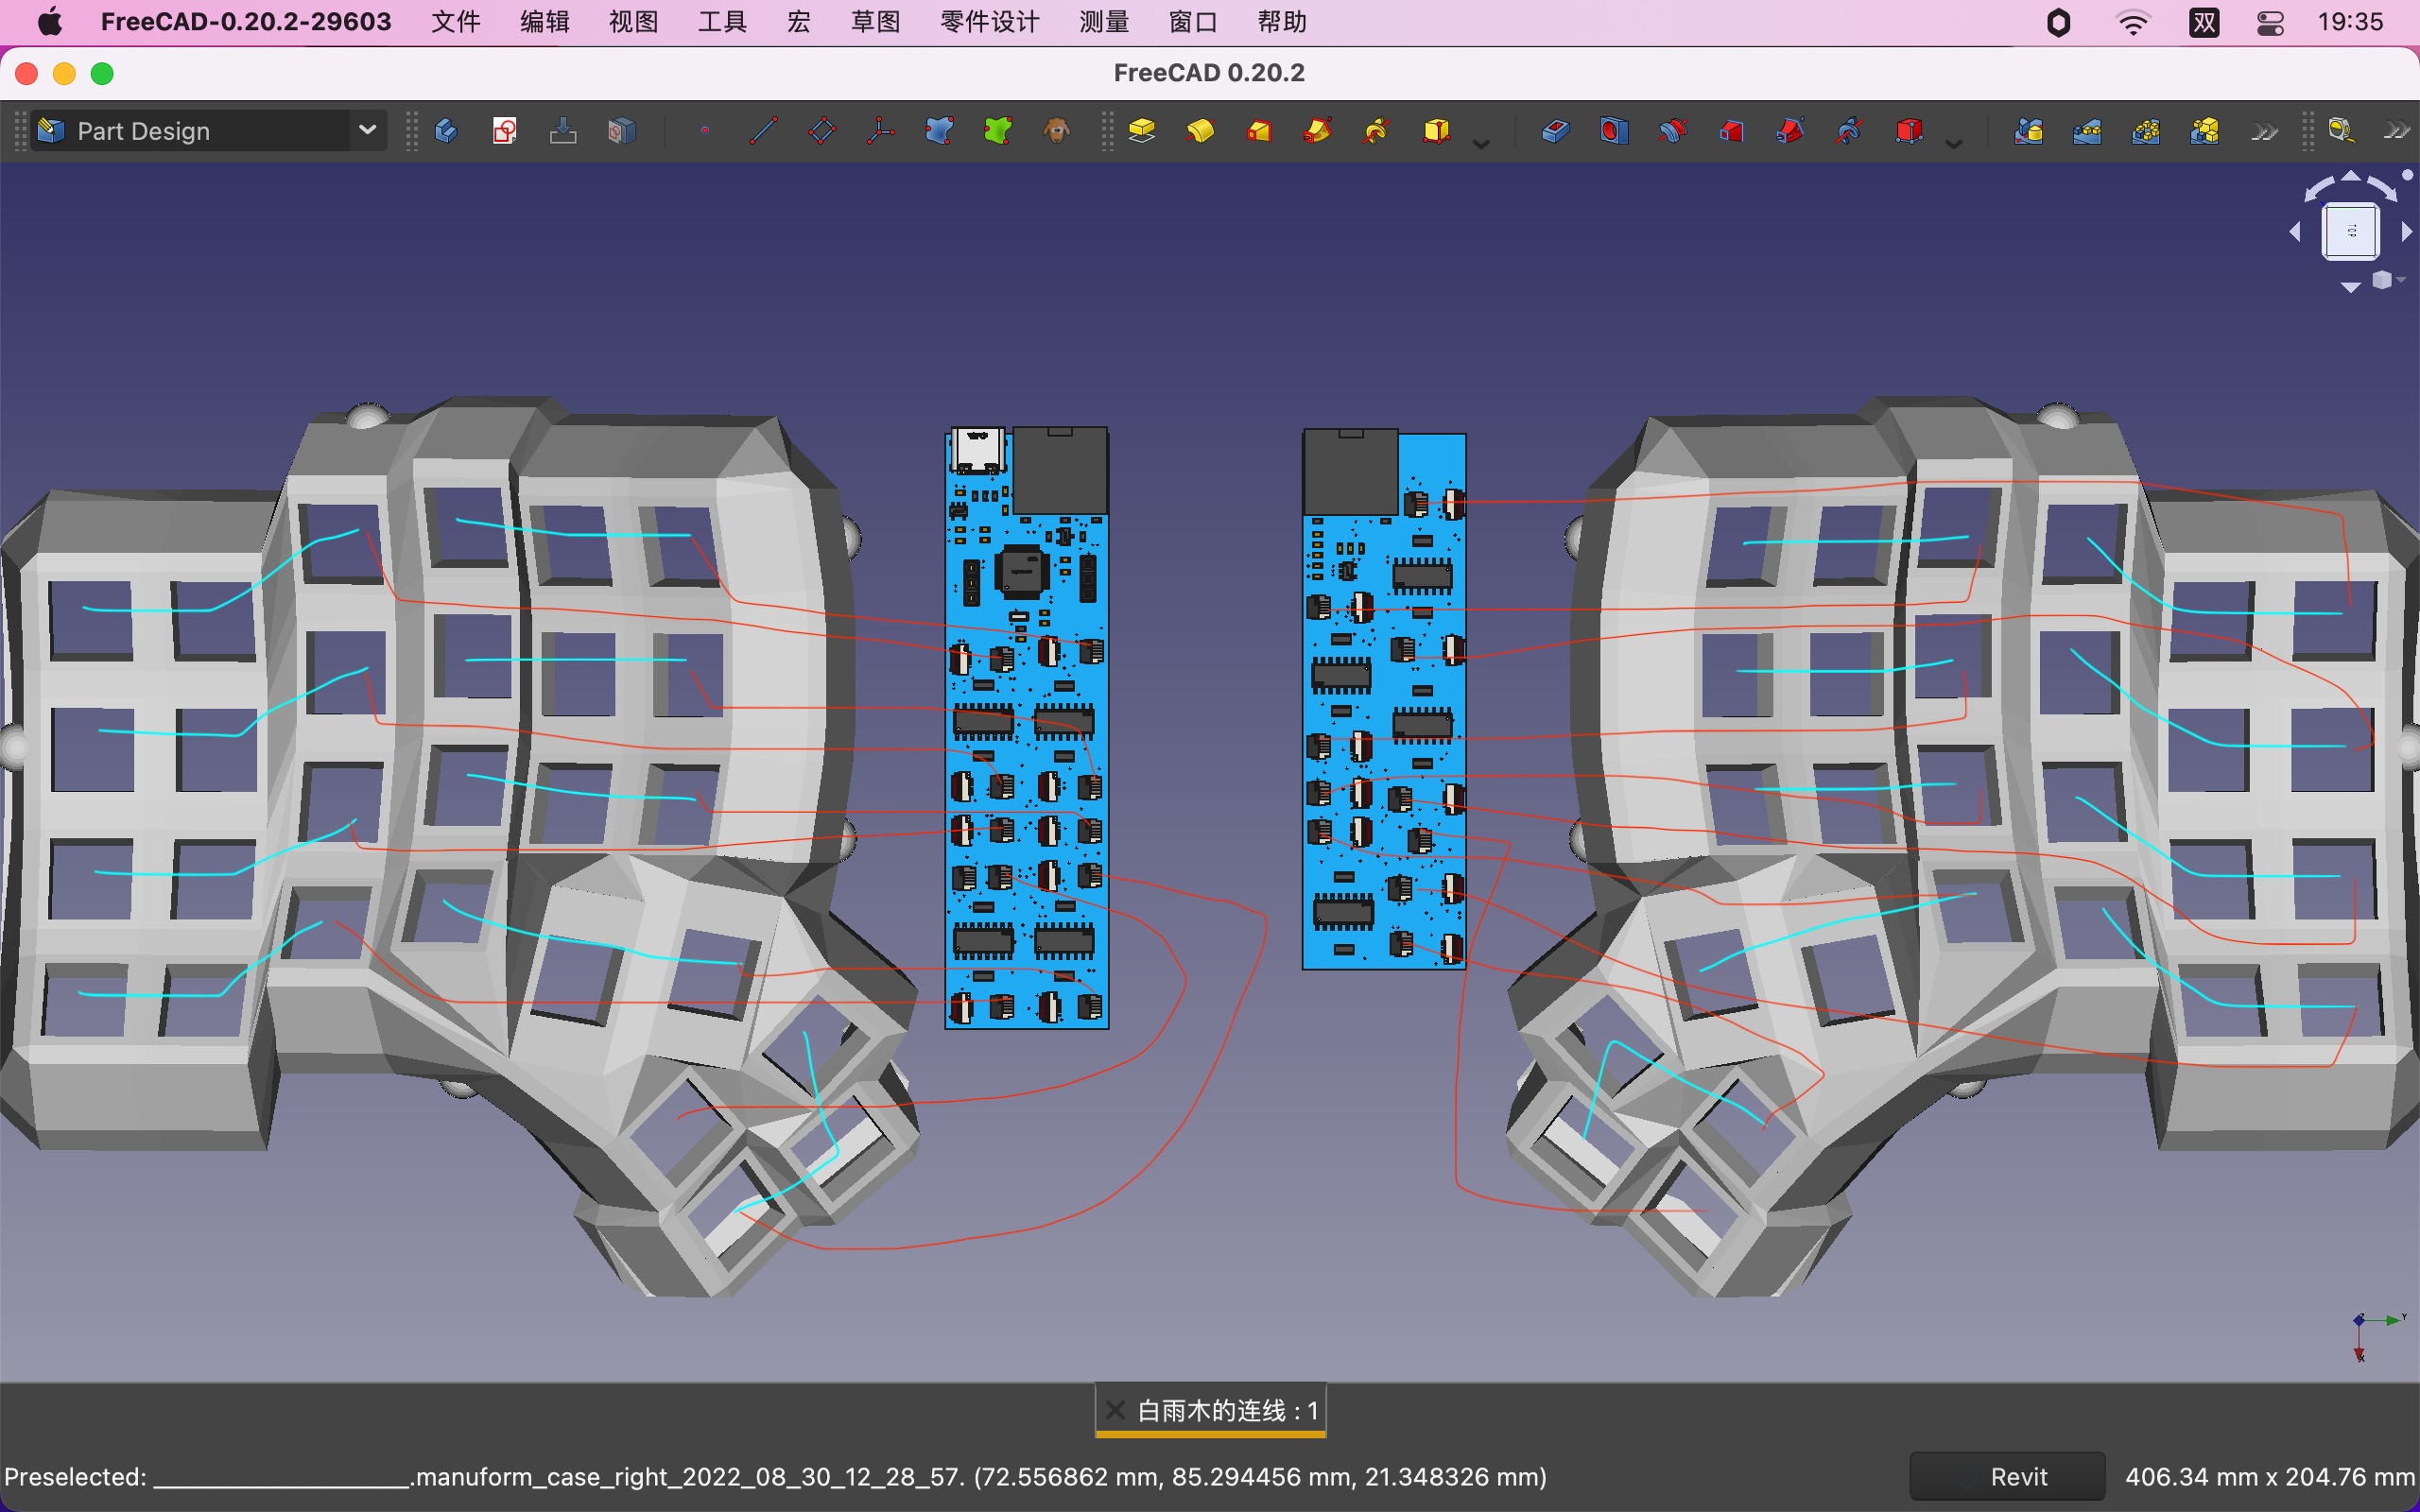 FreeCAD-0.20.2-29603 文件 编辑 视图 工具 宏 草图 零件设计 测量 窗口 帮助 双 19:35
FreeCAD 0.20.2
Part Design
TOP
Y
X
白雨木的连线 : 1
Preselected: ____________________.manuform_case_right_2022_08_30_12_28_57. (72.556862 mm, 85.294456 mm, 21.348326 mm) Revit 406.34 mm x 204.76 mm